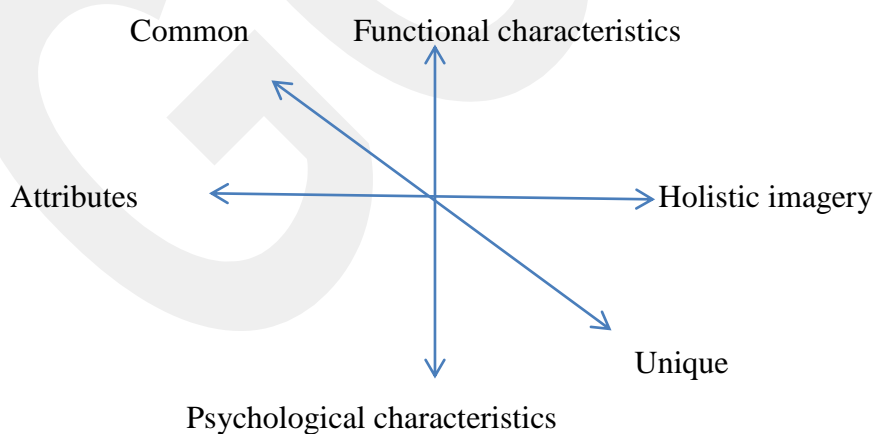 Common Functional characteristics
Attributes Holistic imagery
Unique
Psychological characteristics